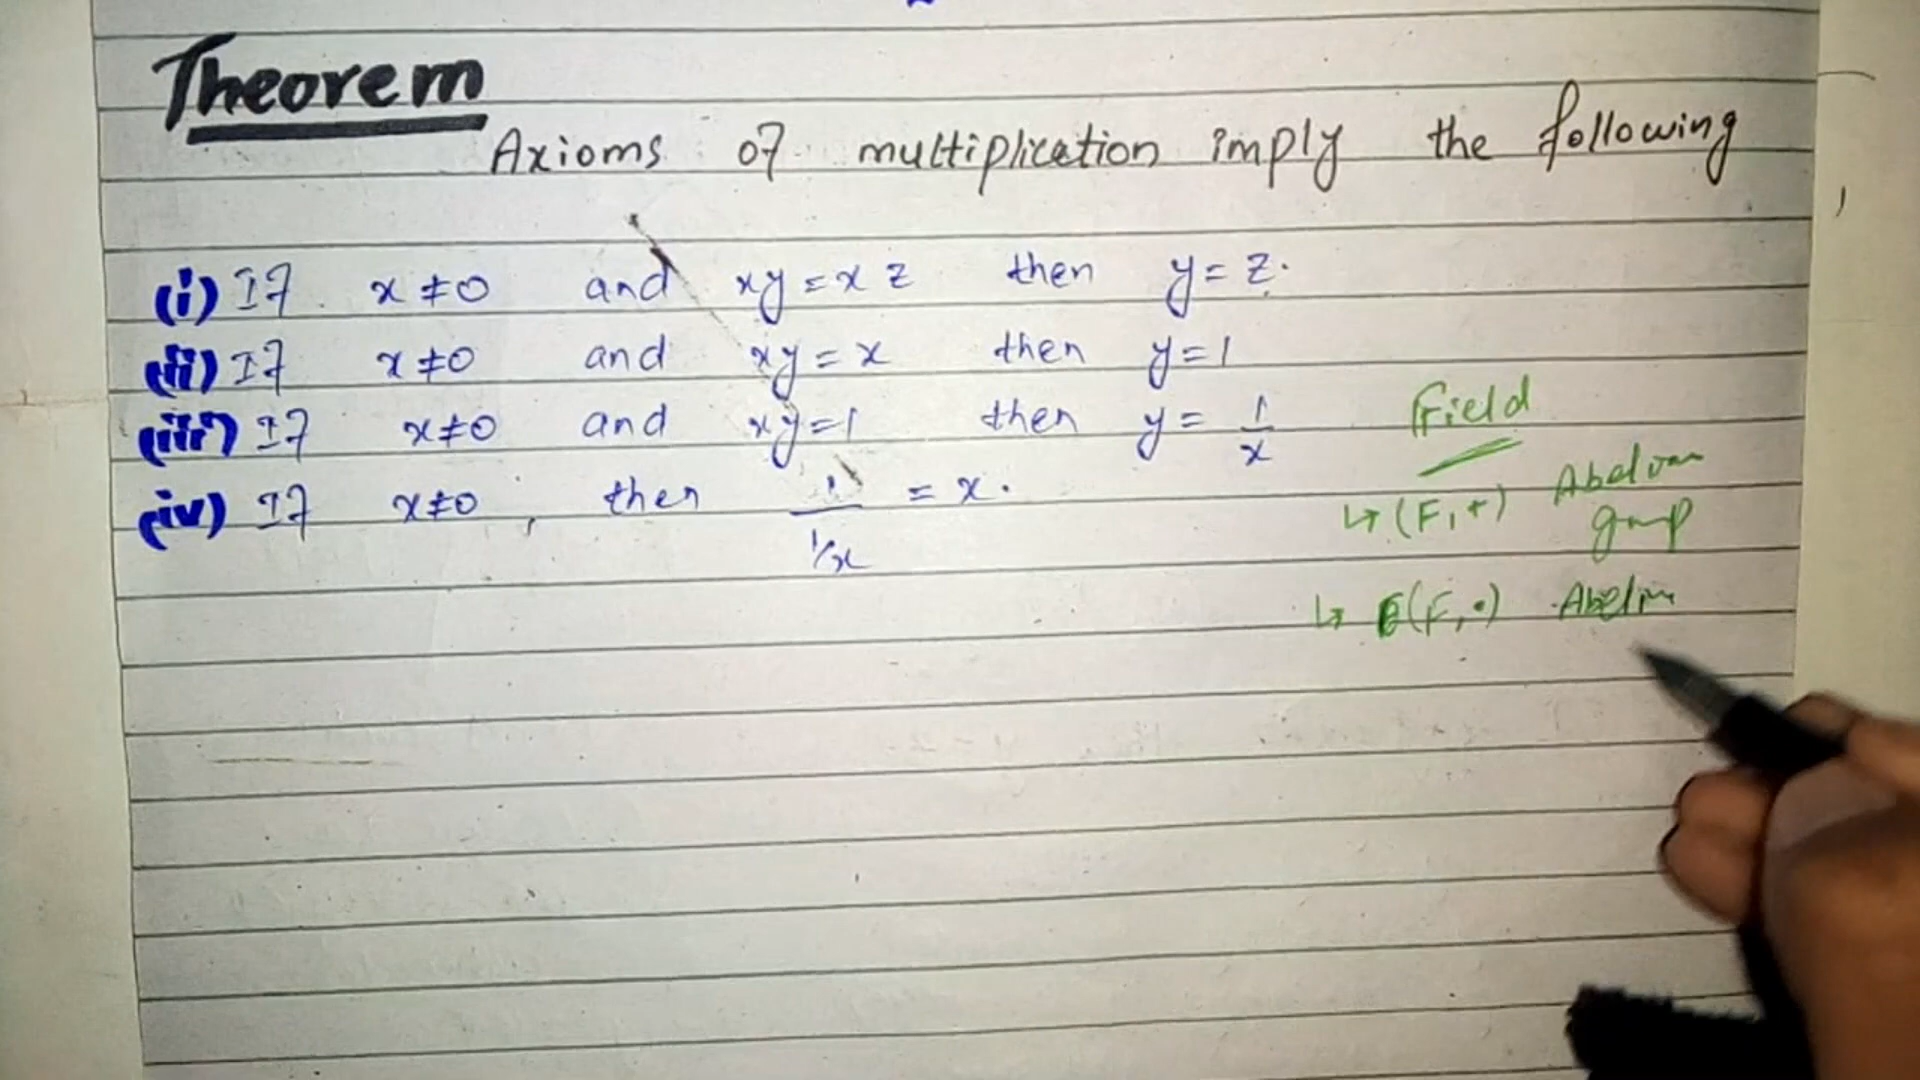 Theorem
Axioms of multiplication imply the following
(i) If x ≠ 0 and xy = x z then y = z.
(ii) If x ≠ 0 and xy = x then y = 1
(iii) If x ≠ 0 and xy = 1 then y = 1/x
(iv) If x ≠ 0, then 1/(1/x) = x.
Field
↳ (F, +) Abelian
group
↳ (F, •) Abelian